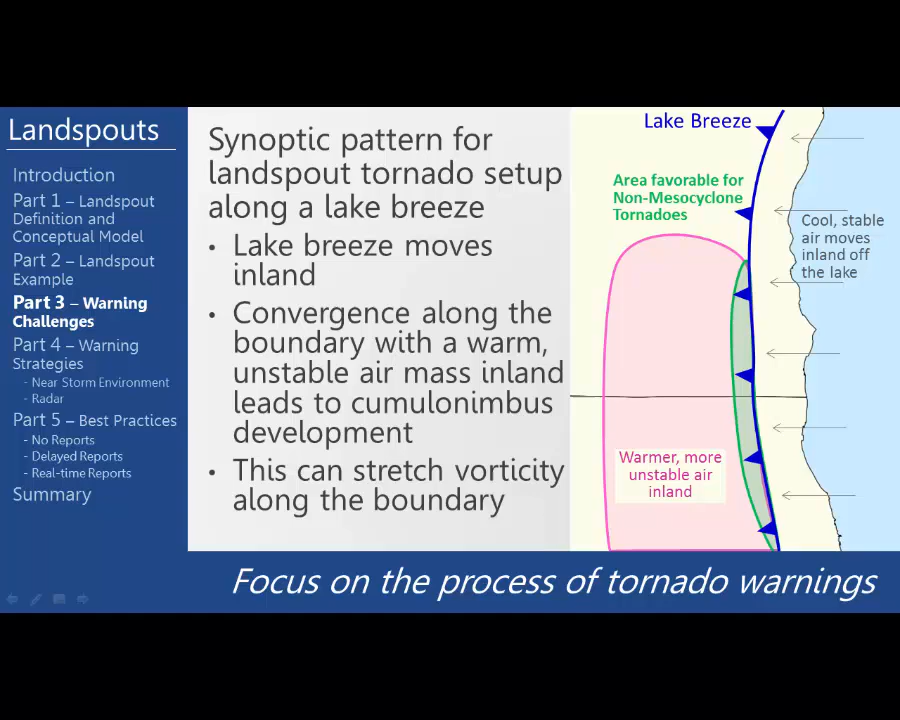 Landspouts
Introduction
Part 1 – Landspout
Definition and
Conceptual Model
Part 2 – Landspout
Example
Part 3 – Warning
Challenges
Part 4 – Warning
Strategies
- Near Storm Environment
- Radar
Part 5 – Best Practices
- No Reports
- Delayed Reports
- Real-time Reports
Summary
Synoptic pattern for
landspout tornado setup
along a lake breeze
• Lake breeze moves
inland
• Convergence along the
boundary with a warm,
unstable air mass inland
leads to cumulonimbus
development
• This can stretch vorticity
along the boundary
Lake Breeze
Area favorable for
Non-Mesocyclone
Tornadoes
Cool, stable
air moves
inland off
the lake
Warmer, more
unstable air
inland
Focus on the process of tornado warnings